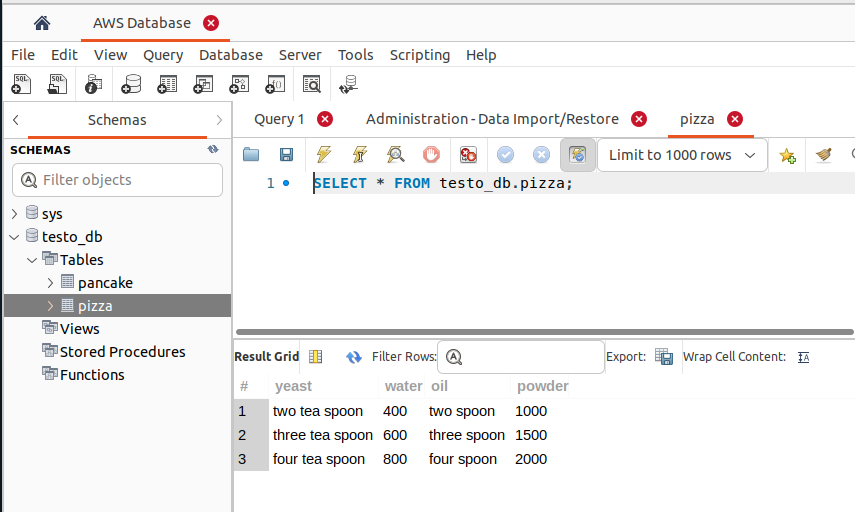 AWS Database
File Edit View Query Database Server Tools Scripting Help
Schemas
Query 1 Administration - Data Import/Restore pizza
SCHEMAS
Filter objects
sys
testo_db
Tables
pancake
pizza
Views
Stored Procedures
Functions
Limit to 1000 rows
1 SELECT * FROM testo_db.pizza;
Result Grid Filter Rows: Export: Wrap Cell Content:
# yeast water oil powder
1 two tea spoon 400 two spoon 1000
2 three tea spoon 600 three spoon 1500
3 four tea spoon 800 four spoon 2000